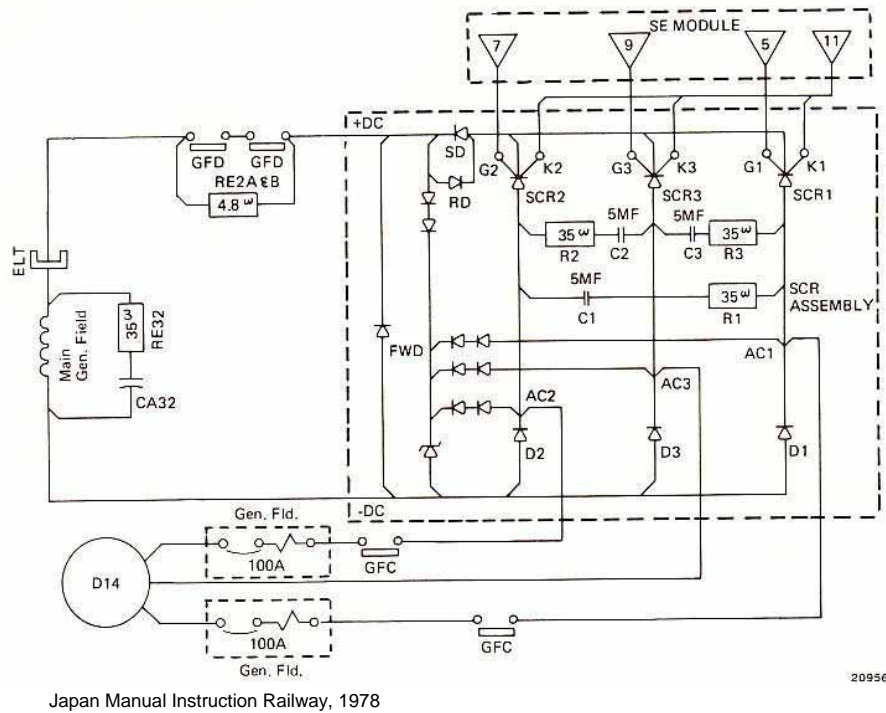 SE MODULE
7
9
5
11
+DC
GFD
GFD
RE2A&B
4.8 ω
SD
RD
G2
K2
G3
K3
G1
K1
SCR2
SCR3
SCR1
5MF
5MF
35 ω
35 ω
R2
C2
C3
R3
5MF
35 ω
C1
R1
SCR
ASSEMBLY
ELT
Main
Gen. Field
35 ω
RE32
CA32
FWD
AC1
AC2
AC3
D2
D3
D1
-DC
Gen. Fld.
100A
GFC
D14
100A
GFC
Gen. Fld.
20956
Japan Manual Instruction Railway, 1978